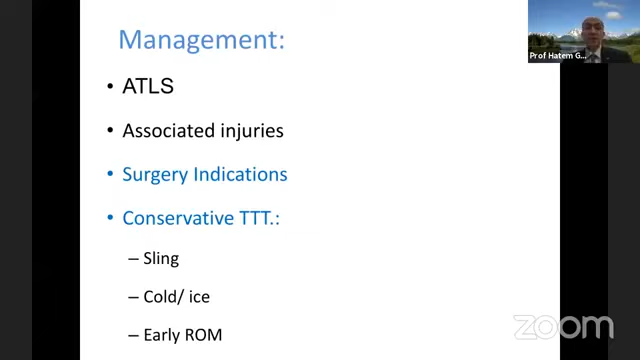 Management:
Prof Hatem G...
• ATLS
• Associated injuries
• Surgery Indications
• Conservative TTT.:
– Sling
– Cold/ ice
– Early ROM
zoom